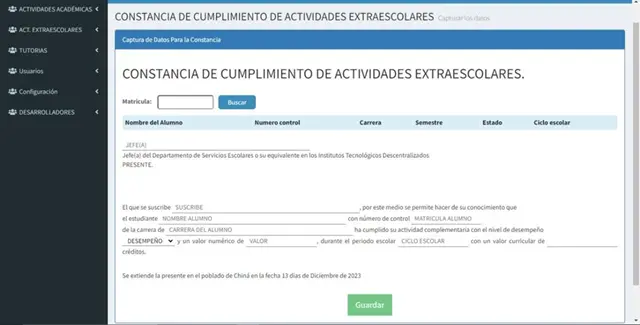 ACTIVIDADES ACADÉMICAS
ACT. EXTRAESCOLARES
TUTORIAS
Usuarios
Configuración
DESARROLLADORES
CONSTANCIA DE CUMPLIMIENTO DE ACTIVIDADES EXTRAESCOLARES Capturar los datos
Captura de Datos Para la Constancia
CONSTANCIA DE CUMPLIMIENTO DE ACTIVIDADES EXTRAESCOLARES.
Matricula: Buscar
Nombre del Alumno Numero control Carrera Semestre Estado Ciclo escolar
JEFE(A)
Jefe(a) del Departamento de Servicios Escolares o su equivalente en los Institutos Tecnológicos Descentralizados
PRESENTE.
El que se suscribe SUSCRIBE , por este medio se permite hacer de su conocimiento que
el estudiante NOMBRE ALUMNO con número de control MATRICULA ALUMNO
de la carrera de CARRERA DEL ALUMNO ha cumplido su actividad complementaria con el nivel de desempeño
DESEMPEÑO y un valor numérico de VALOR , durante el periodo escolar CICLO ESCOLAR con un valor curricular de
créditos.
Se extiende la presente en el poblado de Chiná en la fecha 13 días de Diciembre de 2023
Guardar